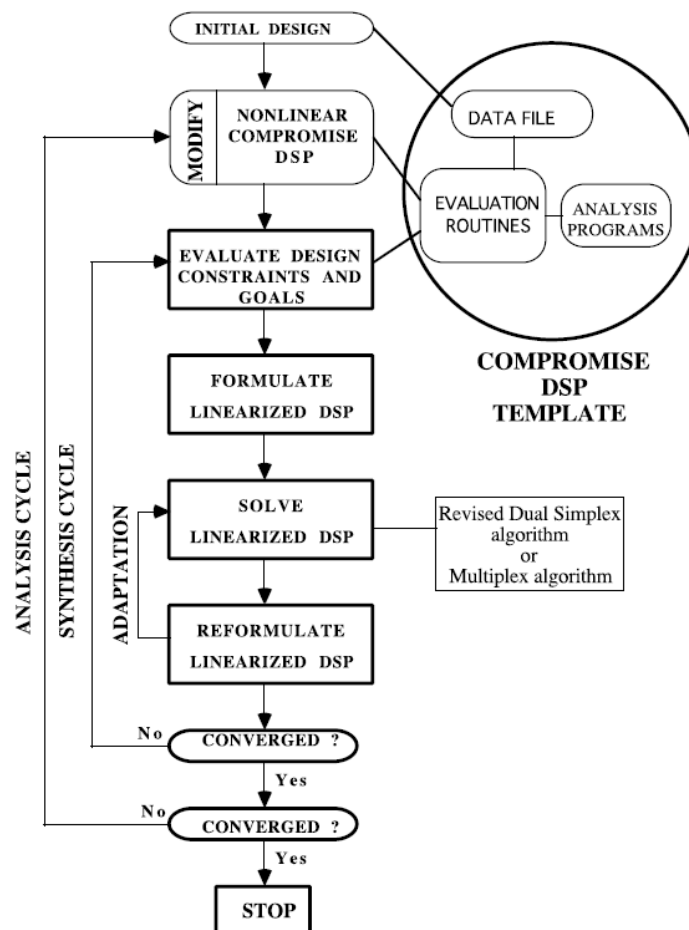 INITIAL DESIGN
MODIFY
NONLINEAR
COMPROMISE
DSP
DATA FILE
EVALUATION
ROUTINES
ANALYSIS
PROGRAMS
COMPROMISE
DSP
TEMPLATE
EVALUATE DESIGN
CONSTRAINTS AND
GOALS
FORMULATE
LINEARIZED DSP
SOLVE
LINEARIZED DSP
Revised Dual Simplex
algorithm
or
Multiplex algorithm
REFORMULATE
LINEARIZED DSP
ANALYSIS CYCLE
SYNTHESIS CYCLE
ADAPTATION
No
CONVERGED ?
Yes
No
CONVERGED ?
Yes
STOP